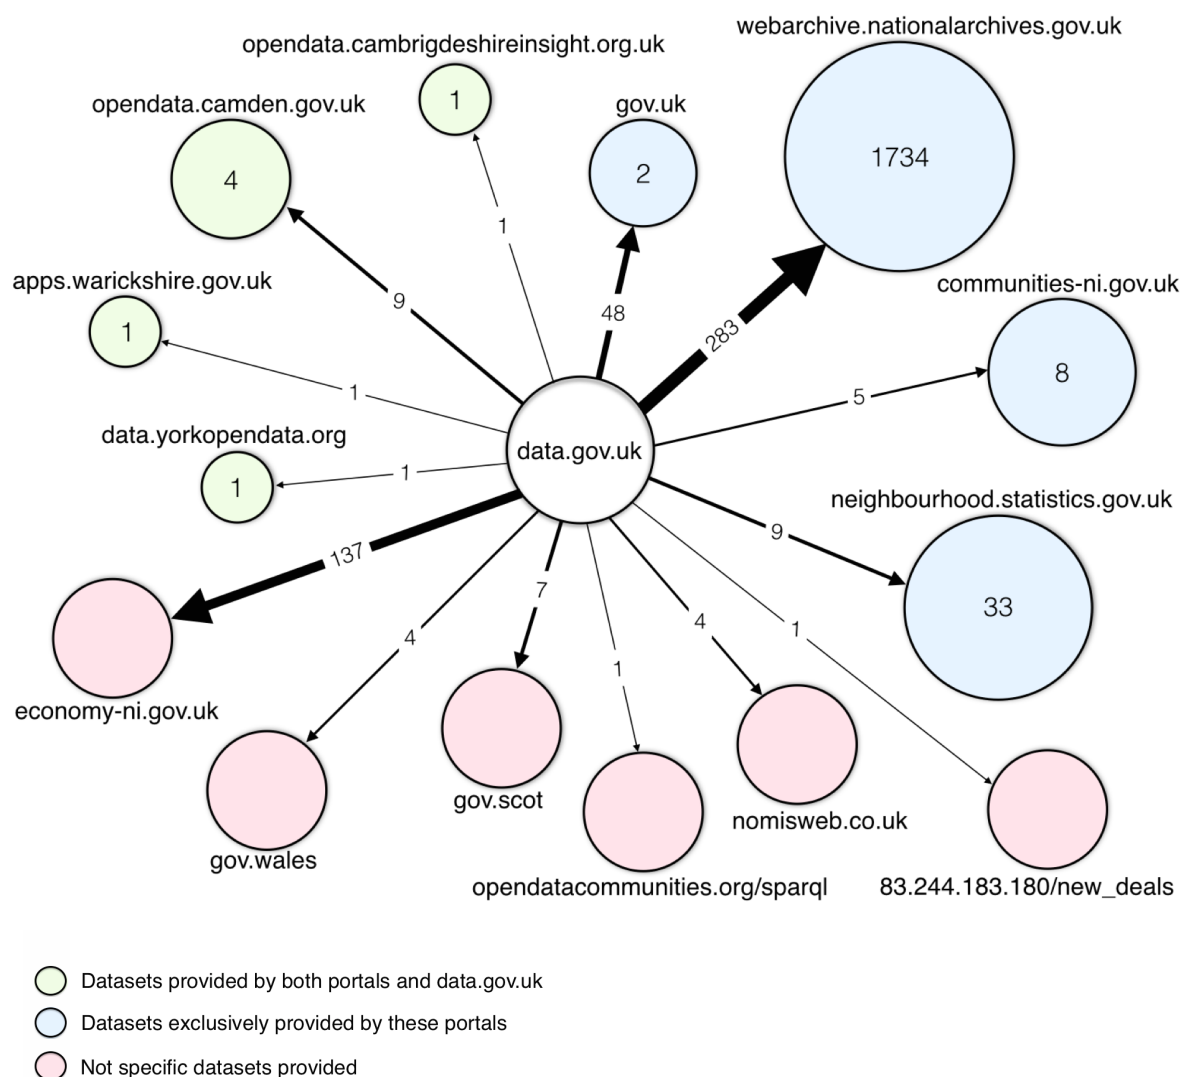 webarchive.nationalarchives.gov.uk
opendata.cambrigdeshireinsight.org.uk
opendata.camden.gov.uk
gov.uk
1
1734
2
4
1
apps.warickshire.gov.uk
communities-ni.gov.uk
9
48
283
1
8
1
5
data.yorkopendata.org
data.gov.uk
1
1
neighbourhood.statistics.gov.uk
137
9
7
33
4
4
1
1
economy-ni.gov.uk
gov.scot
nomisweb.co.uk
gov.wales
opendatacommunities.org/sparql
83.244.183.180/new_deals
Datasets provided by both portals and data.gov.uk
Datasets exclusively provided by these portals
Not specific datasets provided